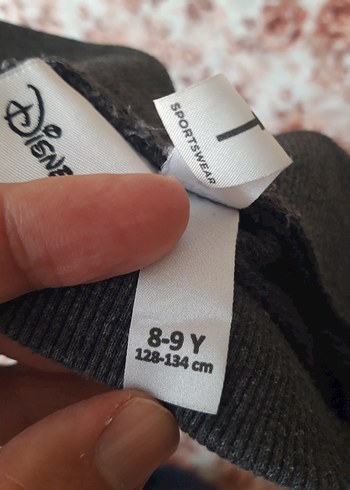 DISNE
SPORTSWEAR
8-9 Y
128-134 cm